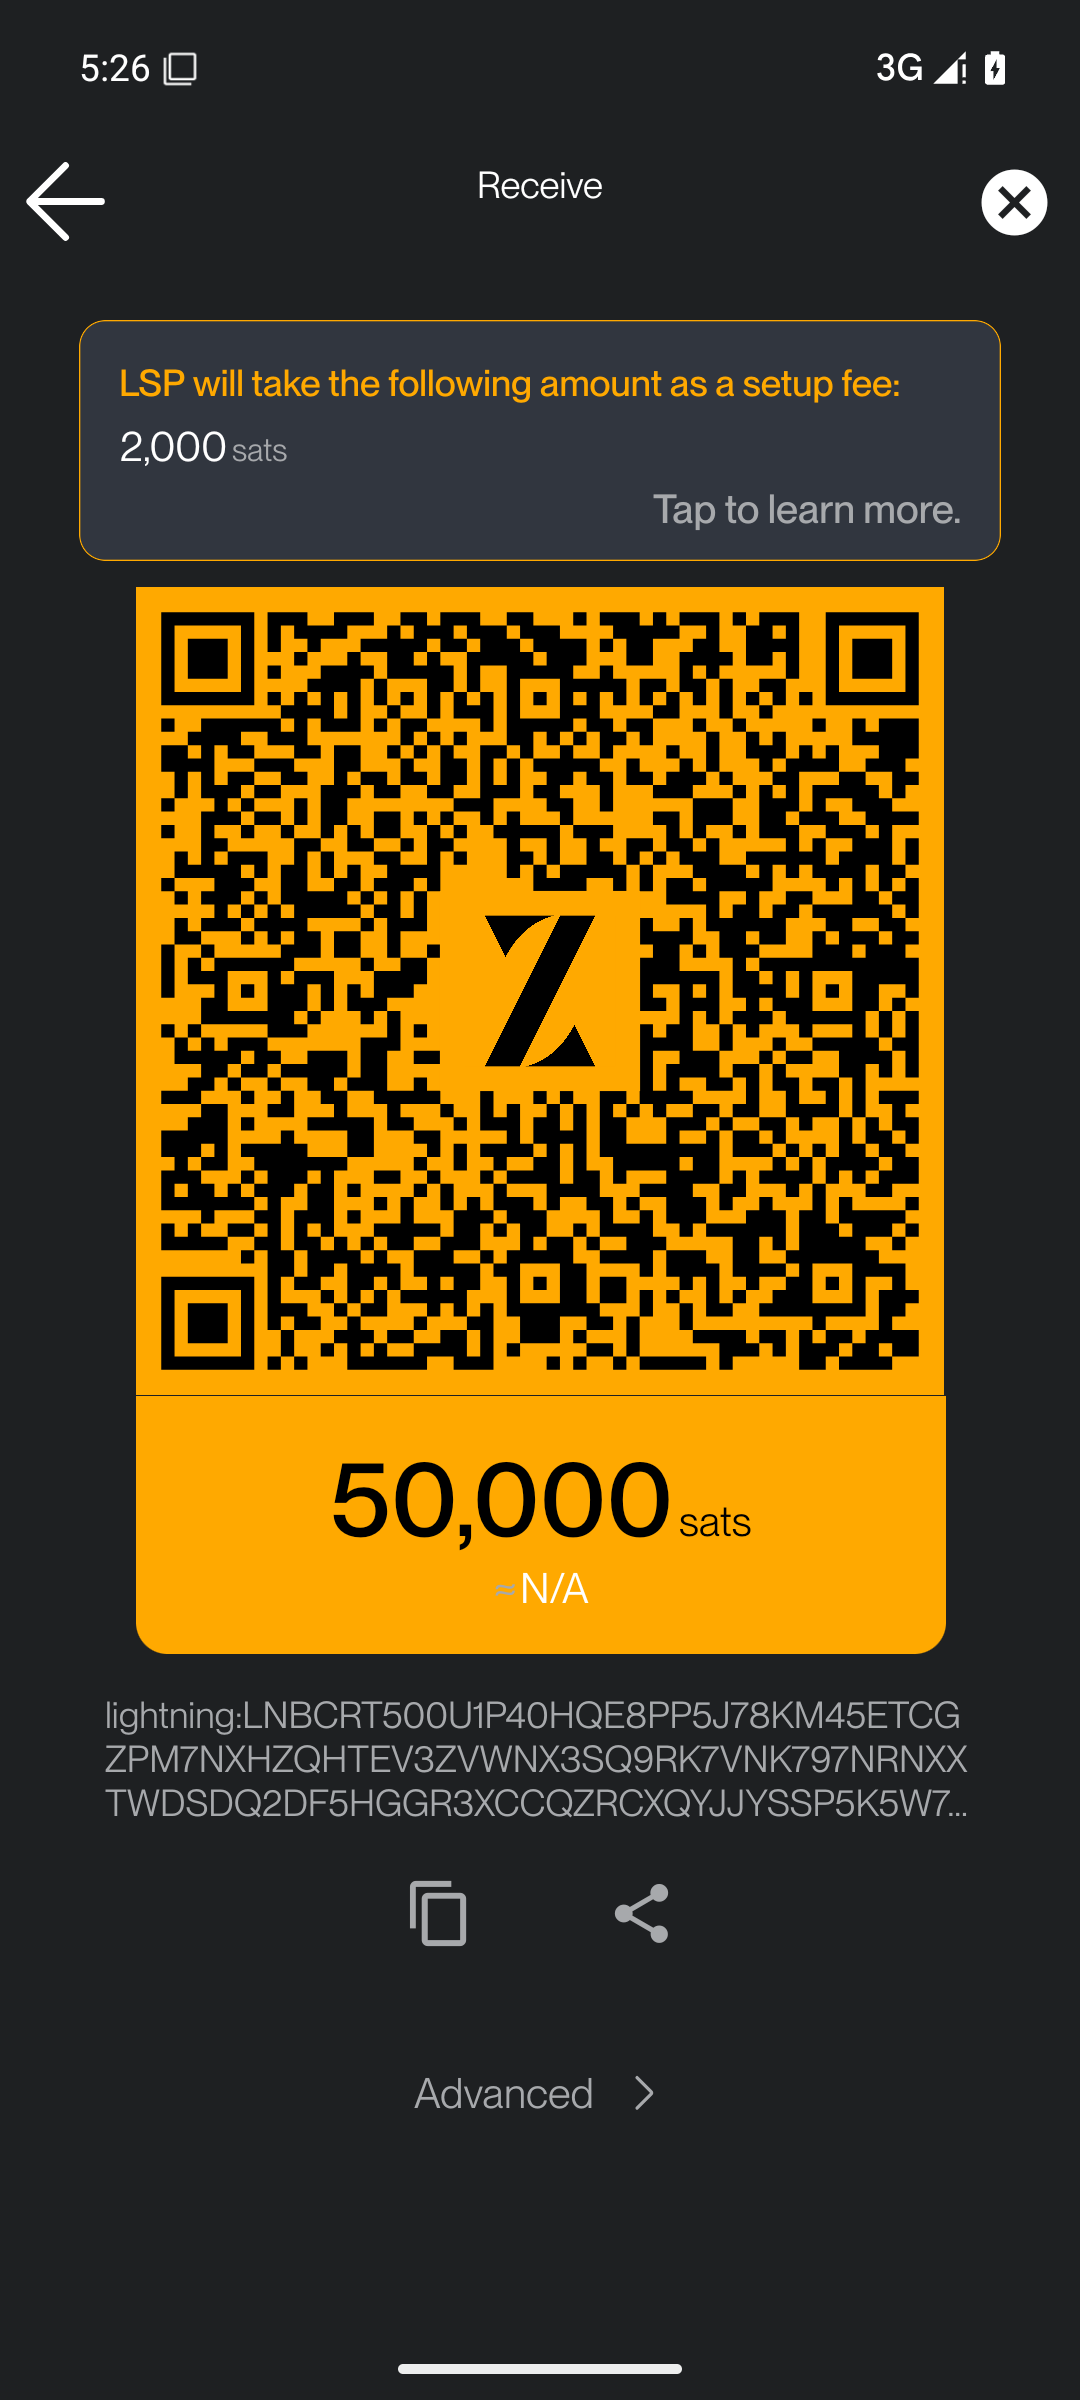 5:26
3G
Receive
LSP will take the following amount as a setup fee:
2,000 sats
Tap to learn more.
Z
50,000 sats
≈N/A
lightning:LNBCRT500U1P40HQE8PP5J78KM45ETCG
ZPM7NXHZQHTEV3ZVWNX3SQ9RK7VNK797NRNXX
TWDSDQ2DF5HGGR3XCCQZRCXQYJJYSSP5K5W7...
Advanced